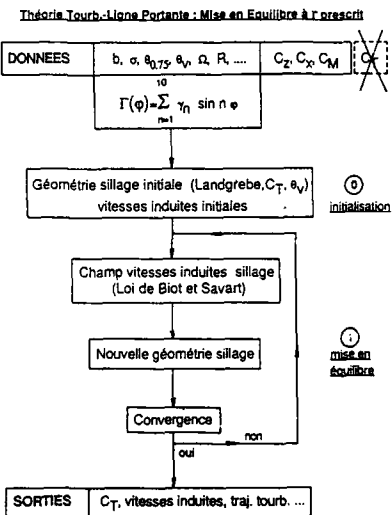 Théorie Tourb.-Ligne Portante : Mise en Equilibre à Γ prescrit
DONNEES b, σ, θ0.75, θv, Ω, R, .... Cz, Cx, CM
10
Γ(φ)=∑ γn sin n φ
n=1
Géométrie sillage initiale (Landgrebe,CT, θv)
vitesses induites initiales
0
initialisation
Champ vitesses induites sillage
(Loi de Biot et Savart)
Nouvelle géométrie sillage
i
mise en
équilibre
Convergence
non
oui
SORTIES CT, vitesses induites, traj. tourb. ...